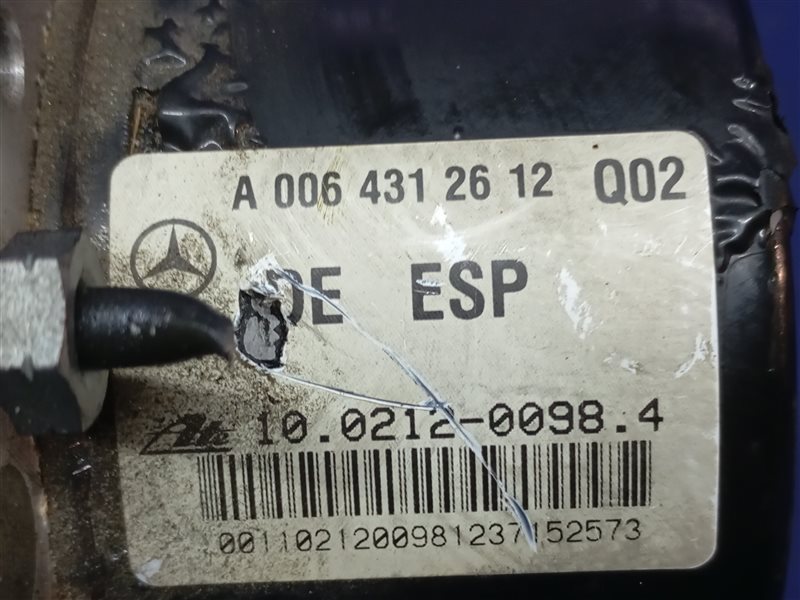 A 006 431 26 12 Q02
DE ESP
Ate 10.0212-0098.4
0011021200981237152573